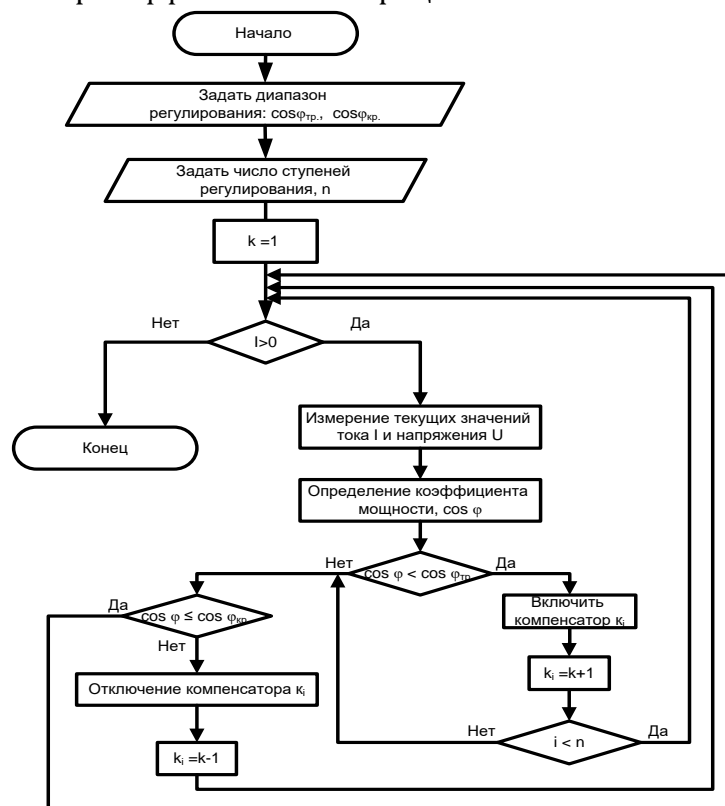 Начало
Задать диапазон
регулирования: cosφтр., cosφкр.
Задать число ступеней
регулирования, n
k =1
Нет
Да
I>0
Конец
Измерение текущих значений
тока I и напряжения U
Определение коэффициента
мощности, cos φ
Нет
cos φ < cos φтр.
Да
Да
cos φ ≤ cos φкр.
Нет
Включить
компенсатор кi
Отключение компенсатора кi
ki =k+1
Нет
i < n
Да
ki =k-1